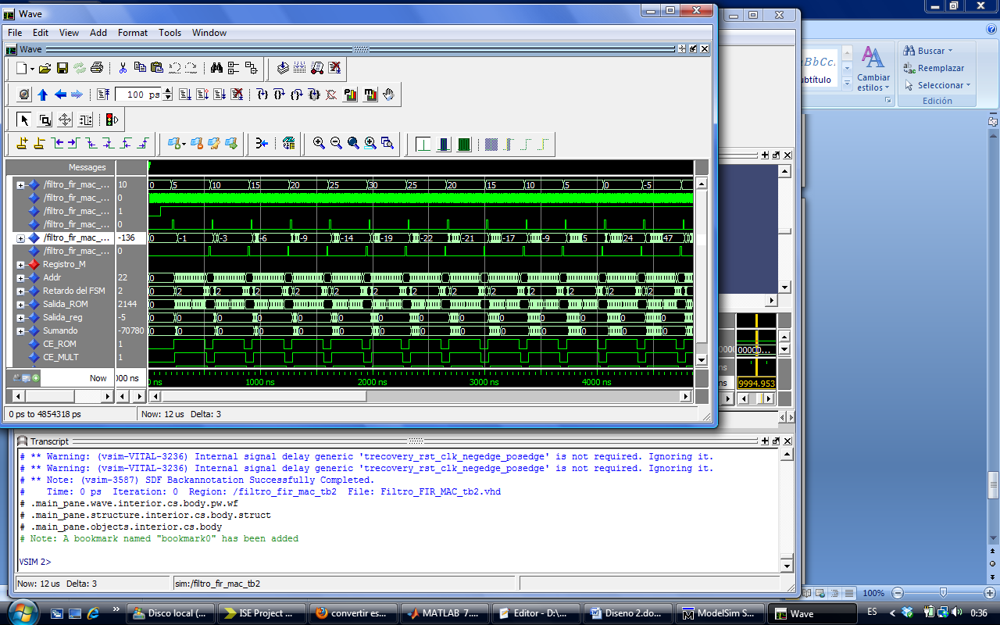 Wave
File Edit View Add Format Tools Window
Wave
100 ps
Messages
/filtro_fir_mac_... 10 0 5 10 15 20 25 25 20 15 10 5 0 -5
/filtro_fir_mac_... 0
/filtro_fir_mac_... 1
/filtro_fir_mac_... 0
/filtro_fir_mac_... -136 0 -1 -3 -6 -9 -14 -19 -22 -21 -17 -9 5 24 47
/filtro_fir_mac_... 0
Registro_M
Addr 22 0
Retardo del FSM 2 0 2 2 2 2 2 2 2 2 2 2 2 2 2
Salida_ROM 2144 0
Salida_reg -5 0 0 0 0 0 0 0 0 0 0 0 0 0 0
Sumando -70780 0 0 0 0 0 0 0 0 0 0 0 0 0 0
CE_ROM 1
CE_MULT 1
Now 000 ns ns 1000 ns 2000 ns 3000 ns 4000 ns
0 ps to 4854318 ps Now: 12 us Delta: 3
AaBbCc.
subtítulo
Cambiar
estilos
Buscar
Reemplazar
Seleccionar
Edición
0000(
00000...
ns
ns
9994.953
Transcript
# ** Warning: (vsim-VITAL-3236) Internal signal delay generic 'trecovery_rst_clk_negedge_posedge' is not required. Ignoring it.
# ** Warning: (vsim-VITAL-3236) Internal signal delay generic 'trecovery_rst_clk_negedge_posedge' is not required. Ignoring it.
# ** Note: (vsim-3587) SDF Backannotation Successfully Completed.
# Time: 0 ps Iteration: 0 Region: /filtro_fir_mac_tb2 File: Filtro_FIR_MAC_tb2.vhd
# .main_pane.wave.interior.cs.body.pw.wf
# .main_pane.structure.interior.cs.body.struct
# .main_pane.objects.interior.cs.body
# Note: A bookmark named "bookmark0" has been added
VSIM 2>
Now: 12 us Delta: 3 sim:/filtro_fir_mac_tb2
100%
Disco local (... ISE Project ... convertir es... MATLAB 7.... Editor - D:\... Diseno 2.do... ModelSim S... Wave ES 0:36